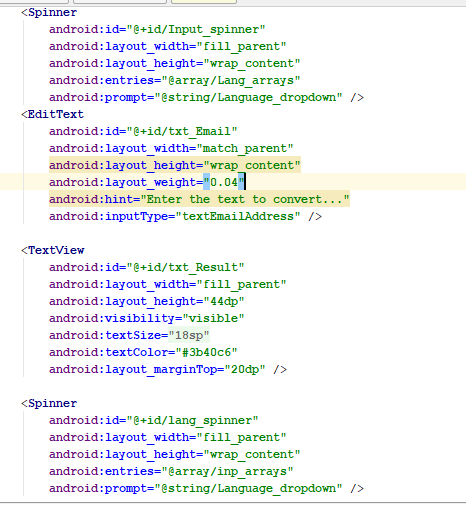 <Spinner
android:id="@+id/Input_spinner"
android:layout_width="fill_parent"
android:layout_height="wrap_content"
android:entries="@array/Lang_arrays"
android:prompt="@string/Language_dropdown" />
<EditText
android:id="@+id/txt_Email"
android:layout_width="match_parent"
android:layout_height="wrap_content"
android:layout_weight="0.04"
android:hint="Enter the text to convert..."
android:inputType="textEmailAddress" />
<TextView
android:id="@+id/txt_Result"
android:layout_width="fill_parent"
android:layout_height="44dp"
android:visibility="visible"
android:textSize="18sp"
android:textColor="#3b40c6"
android:layout_marginTop="20dp" />
<Spinner
android:id="@+id/lang_spinner"
android:layout_width="fill_parent"
android:layout_height="wrap_content"
android:entries="@array/inp_arrays"
android:prompt="@string/Language_dropdown" />